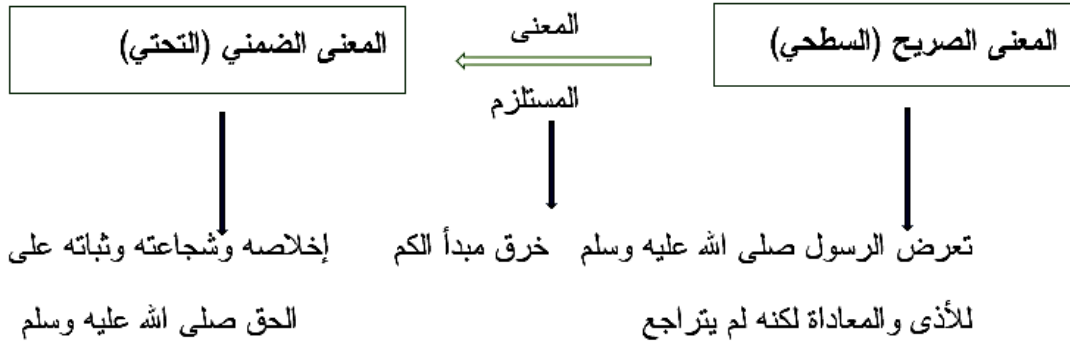 المعنى الصريح (السطحي)
المعنى
المستلزم
المعنى الضمني (التحتي)
تعرض الرسول صلى الله عليه وسلم
للأذى والمعاداة لكنه لم يتراجع
خرق مبدأ الكم
إخلاصه وشجاعته وثباته على
الحق صلى الله عليه وسلم